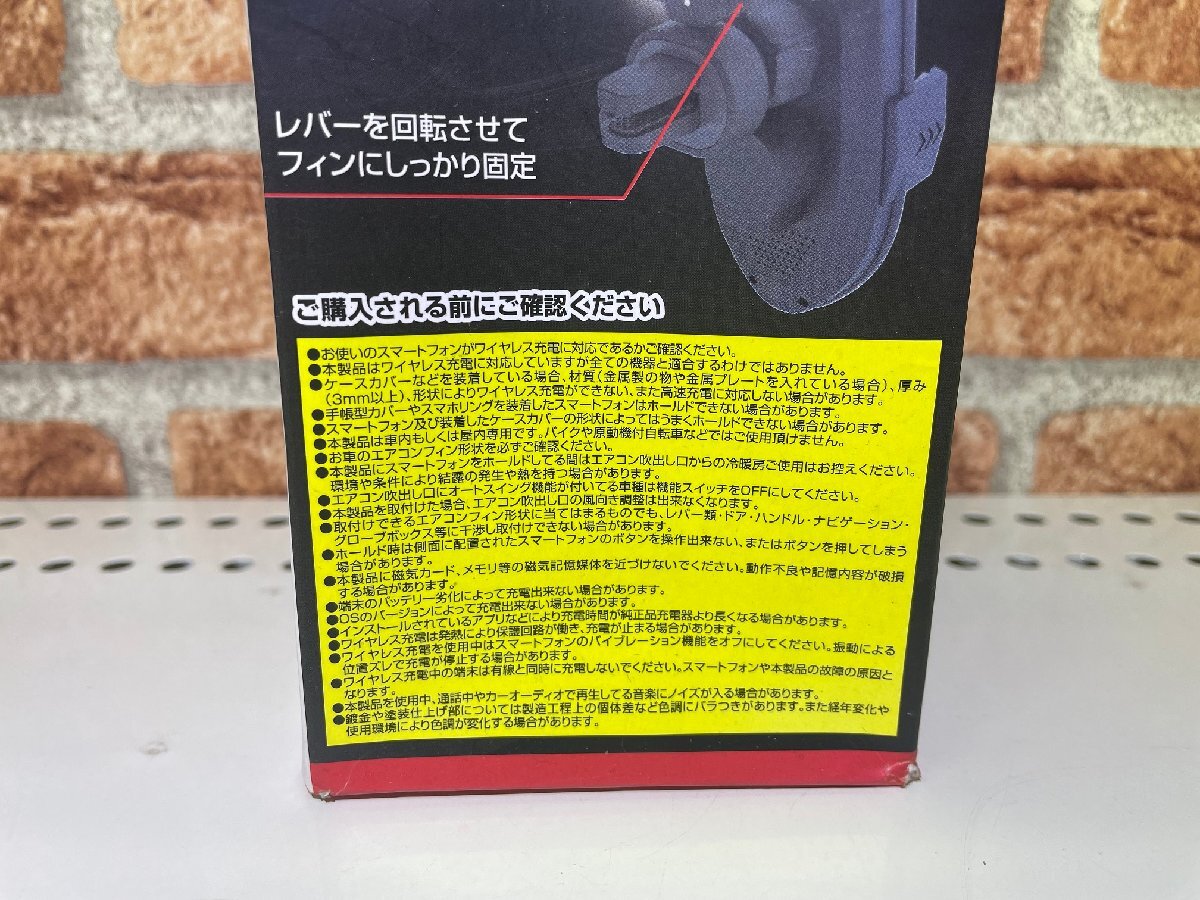 レバーを回転させて
フィンにしっかり固定
ご購入される前にご確認ください
●お使いのスマートフォンがワイヤレス充電に対応であるかご確認ください。
●本製品はワイヤレス充電に対応していますが全ての機器と適合するわけではありません。
●ケースカバーなどを装着している場合、材質(金属製の物や金属プレートを入れている場合)、厚み
(3mm以上)、形状によりワイヤレス充電ができない、また高速充電に対応しない場合があります。
●手帳型カバーやスマホリングを装着したスマートフォンはホールドできない場合があります。
●スマートフォン及び装着したケースカバーの形状によってはうまくホールドできない場合があります。
●本製品は車内もしくは屋内専用です。バイクや原動機付自転車などではご使用頂けません。
●お車のエアコンフィン形状を必ずご確認ください。
●本製品にスマートフォンをホールドしてる間はエアコン吹出し口からの冷暖房ご使用はお控えください。
環境や条件により結露の発生や熱を持つ場合があります。
●エアコン吹出し口にオートスイング機能が付いてる車種は機能スイッチをOFFにしてください。
●本製品を取付けた場合、エアコン吹出し口の風向き調整は出来なくなります。
●取付けできるエアコンフィン形状に当てはまるものでも、レバー類・ドア・ハンドル・ナビゲーション・
グローブボックス等に干渉し取付けできない場合があります。
●ホールド時は側面に配置されたスマートフォンのボタンを操作出来ない、またはボタンを押してしまう
場合があります。
●本製品に磁気カード、メモリ等の磁気記憶媒体を近づけないでください。動作不良や記憶内容が破損
する場合があります。
●端末のバッテリー劣化によって充電出来ない場合があります。
●OSのバージョンによって充電出来ない場合があります。
●インストールされているアプリなどにより充電時間が純正品充電器より長くなる場合があります。
●ワイヤレス充電は発熱により保護回路が働き、充電が止まる場合があります。
●ワイヤレス充電を使用中はスマートフォンのバイブレーション機能をオフにしてください。振動による
位置ズレで充電が停止する場合があります。
●ワイヤレス充電中の端末は有線と同時に充電しないでください。スマートフォンや本製品の故障の原因と
なります。
●本製品を使用中、通話中やカーオーディオで再生してる音楽にノイズが入る場合があります。
●鍍金や塗装仕上げ部については製造工程上の個体差など色調にバラつきがあります。また経年変化や
使用環境により色調が変化する場合があります。